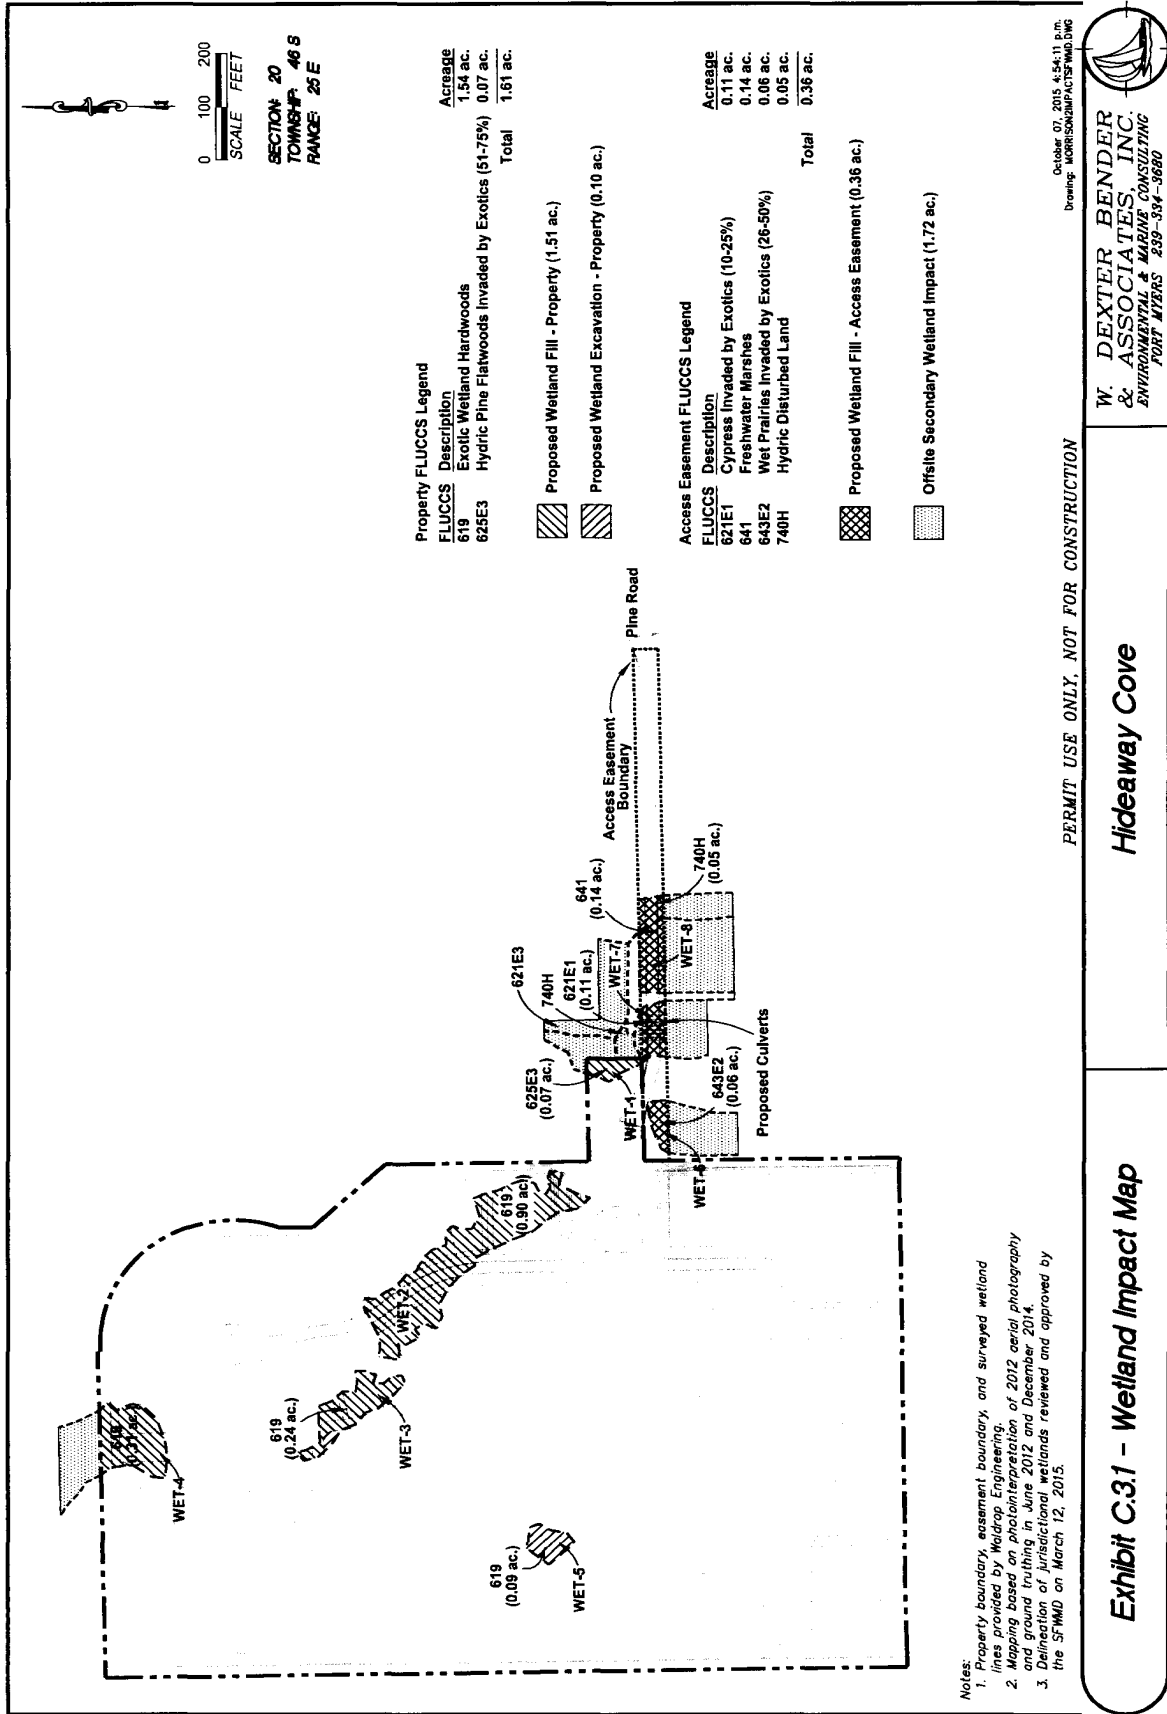 0 100 200
SCALE FEET
SECTION: 20
TOWNSHIP: 46 S
RANGE: 25 E
Property FLUCCS Legend
FLUCCS Description Acreage
619 Exotic Wetland Hardwoods 1.54 ac.
625E3 Hydric Pine Flatwoods Invaded by Exotics (51-75%) 0.07 ac.
Total 1.61 ac.
Proposed Wetland Fill - Property (1.51 ac.)
Proposed Wetland Excavation - Property (0.10 ac.)
Access Easement FLUCCS Legend
FLUCCS Description Acreage
621E1 Cypress Invaded by Exotics (10-25%) 0.11 ac.
641 Freshwater Marshes 0.14 ac.
643E2 Wet Prairies Invaded by Exotics (26-50%) 0.06 ac.
740H Hydric Disturbed Land 0.05 ac.
Total 0.36 ac.
Proposed Wetland Fill - Access Easement (0.36 ac.)
Offsite Secondary Wetland Impact (1.72 ac.)
619
(0.31 ac.)
WET-4
619
(0.24 ac.)
WET-3
WET-2
619
(0.90 ac.)
619
(0.09 ac.)
WET-5
625E3
(0.07 ac.)
WET-1
621E3
740H
621E1
(0.11 ac.)
WET-7
641
(0.14 ac.)
Access Easement
Boundary
Pine Road
WET-8
740H
(0.05 ac.)
WET-6
643E2
(0.06 ac.)
Proposed Culverts
Notes:
1. Property boundary, easement boundary, and surveyed wetland
lines provided by Waldrop Engineering.
2. Mapping based on photointerpretation of 2012 aerial photography
and ground truthing in June 2012 and December 2014.
3. Delineation of jurisdictional wetlands reviewed and approved by
the SFWMD on March 12, 2015.
PERMIT USE ONLY, NOT FOR CONSTRUCTION
October 07, 2015 4:54:11 p.m.
Drawing: MORRISON2IMPACTSFWMD.DWG
Exhibit C.3.1 - Wetland Impact Map
Hideaway Cove
W. DEXTER BENDER
& ASSOCIATES, INC.
ENVIRONMENTAL & MARINE CONSULTING
FORT MYERS 239-334-3680